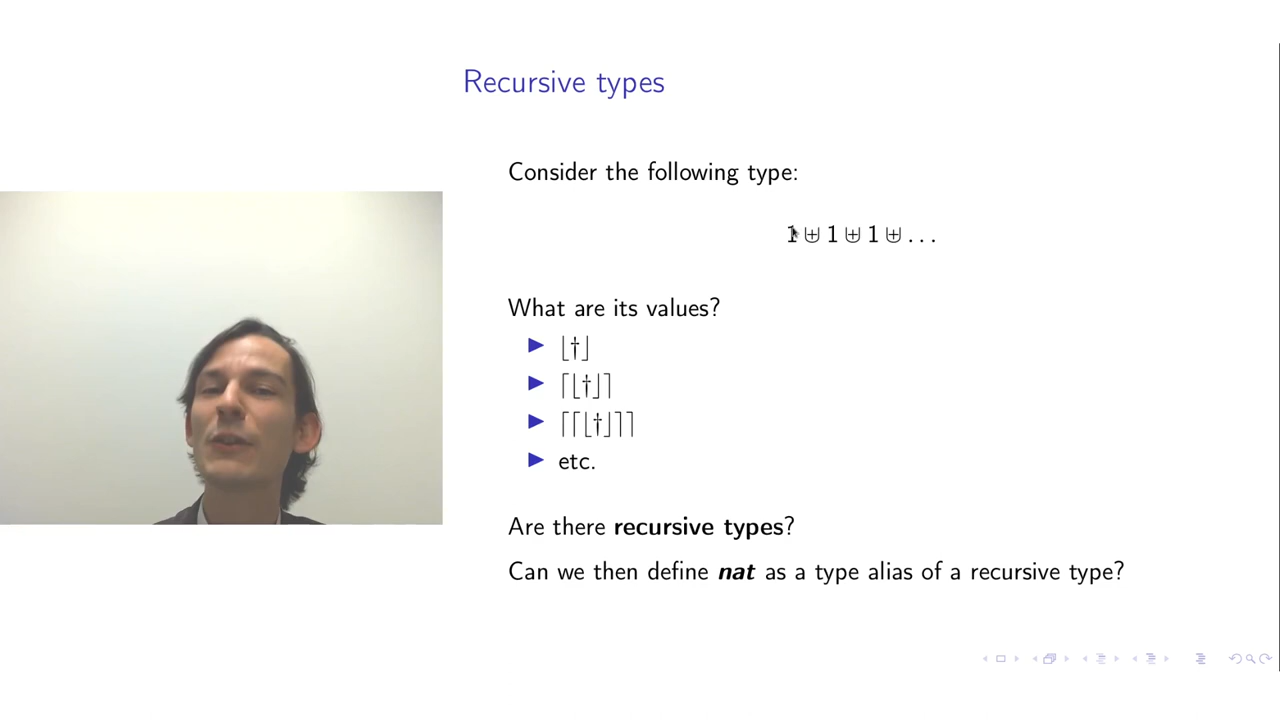 Recursive types
Consider the following type:
1 ⊎ 1 ⊎ 1 ⊎ . . .
What are its values?
▶ ⌊†⌋
▶ ⌈⌊†⌋⌉
▶ ⌈⌈⌊†⌋⌉⌉
▶ etc.
Are there recursive types?
Can we then define nat as a type alias of a recursive type?